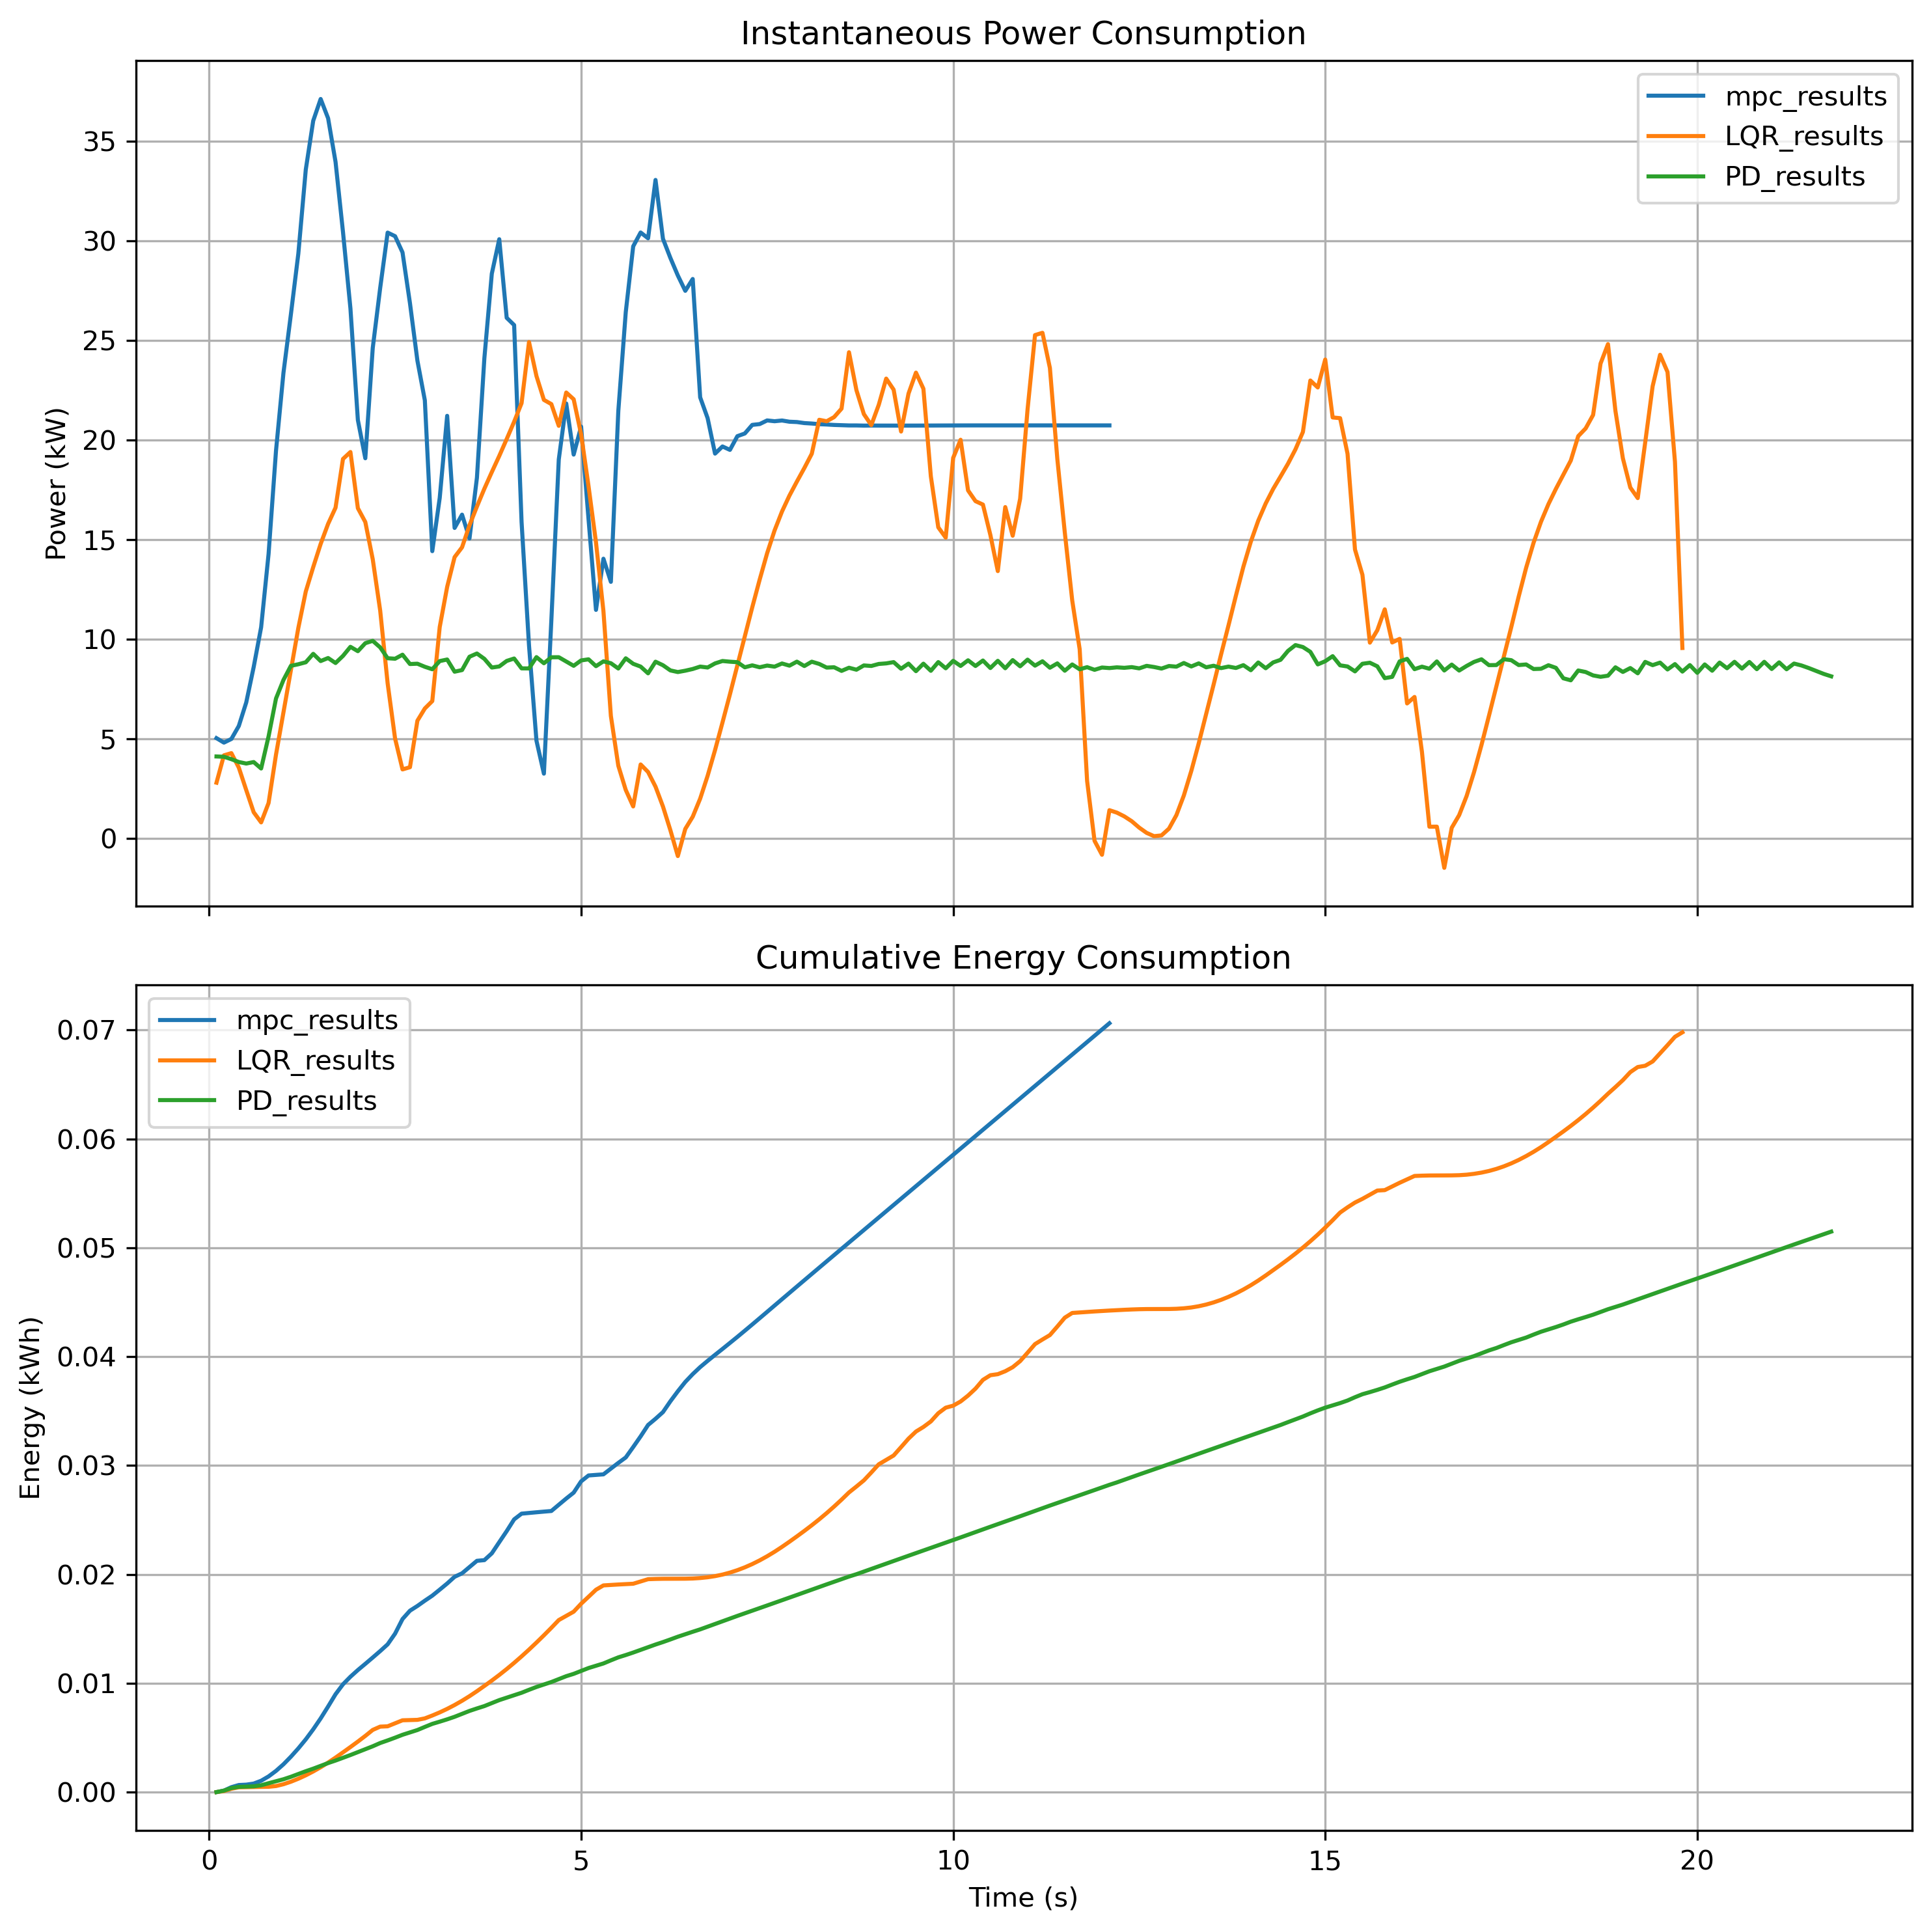 Instantaneous Power Consumption
Power (kW)
35
30
25
20
15
10
5
0
mpc_results
LQR_results
PD_results
Cumulative Energy Consumption
Energy (kWh)
0.07
0.06
0.05
0.04
0.03
0.02
0.01
0.00
mpc_results
LQR_results
PD_results
0 5 10 15 20
Time (s)